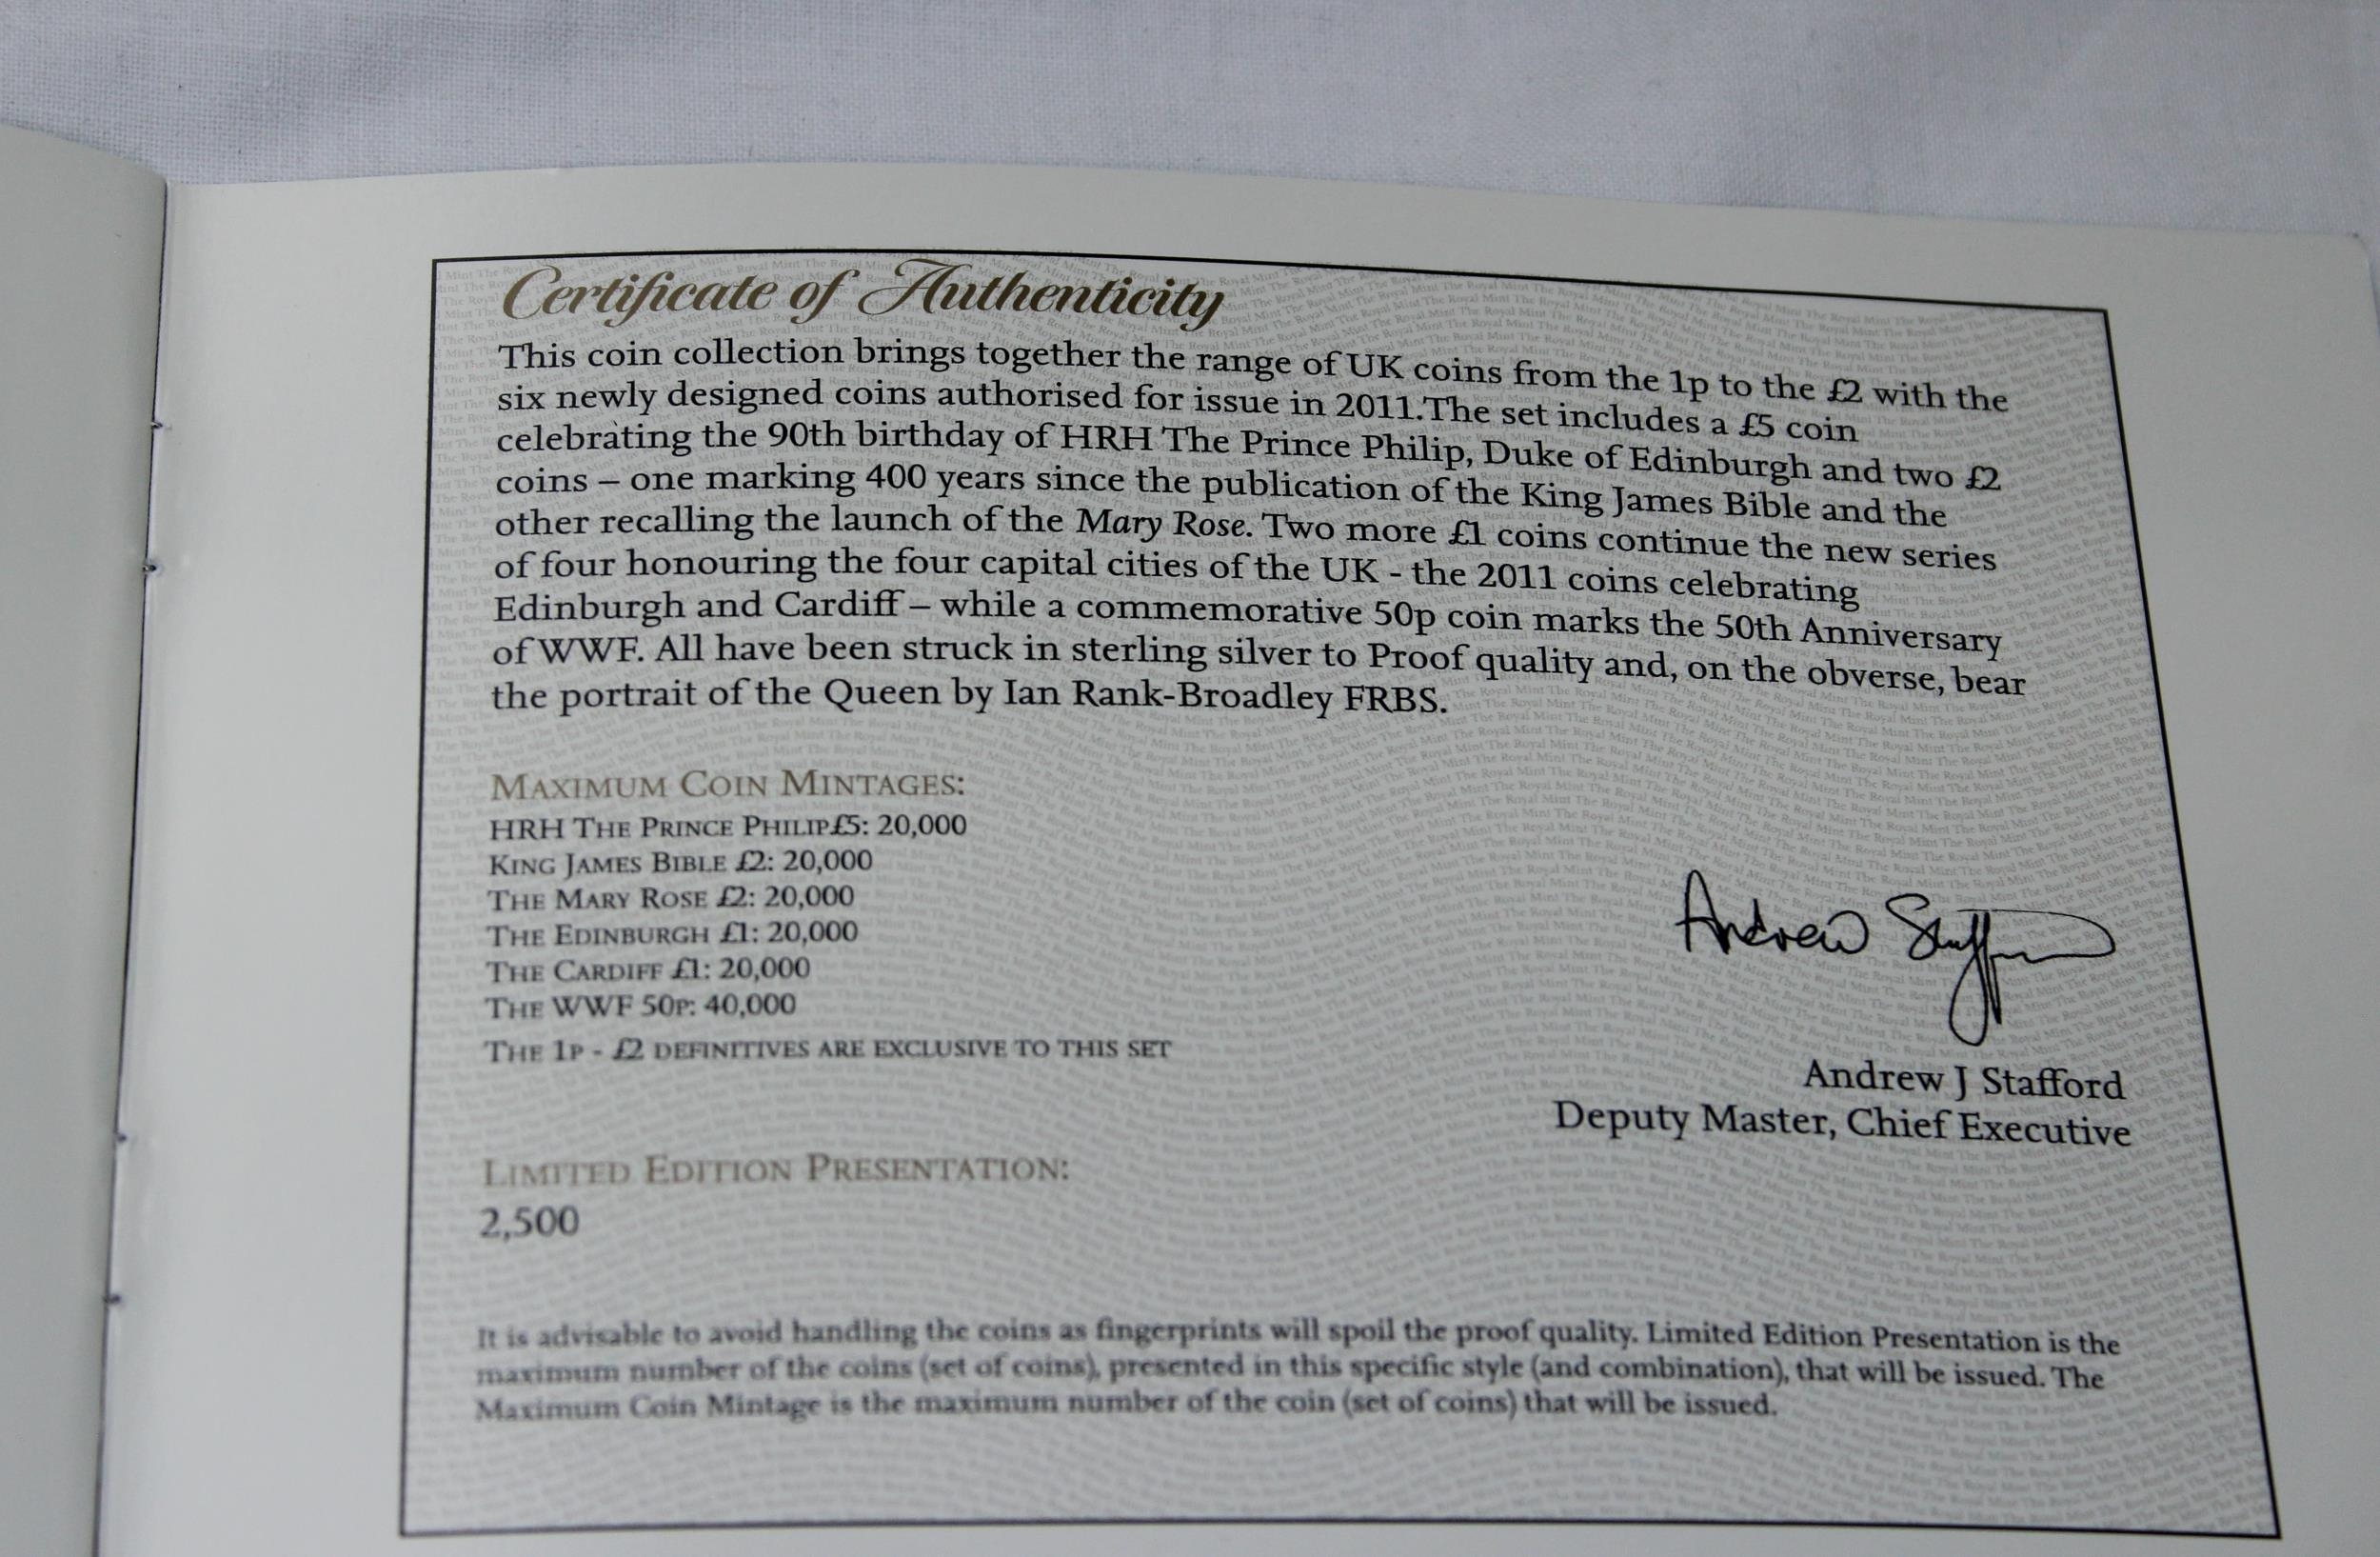 Certificate of Authenticity
This coin collection brings together the range of UK coins from the 1p to the £2 with the
six newly designed coins authorised for issue in 2011.The set includes a £5 coin
celebrating the 90th birthday of HRH The Prince Philip, Duke of Edinburgh and two £2
coins – one marking 400 years since the publication of the King James Bible and the
other recalling the launch of the Mary Rose. Two more £1 coins continue the new series
of four honouring the four capital cities of the UK - the 2011 coins celebrating
Edinburgh and Cardiff – while a commemorative 50p coin marks the 50th Anniversary
of WWF. All have been struck in sterling silver to Proof quality and, on the obverse, bear
the portrait of the Queen by Ian Rank-Broadley FRBS.
MAXIMUM COIN MINTAGES:
HRH THE PRINCE PHILIP£5: 20,000
KING JAMES BIBLE £2: 20,000
THE MARY ROSE £2: 20,000
THE EDINBURGH £1: 20,000
THE CARDIFF £1: 20,000
THE WWF 50P: 40,000
THE 1P - £2 DEFINITIVES ARE EXCLUSIVE TO THIS SET
Andrew Stafford
Andrew J Stafford
Deputy Master, Chief Executive
LIMITED EDITION PRESENTATION:
2,500
It is advisable to avoid handling the coins as fingerprints will spoil the proof quality. Limited Edition Presentation is the
maximum number of the coins (set of coins), presented in this specific style (and combination), that will be issued. The
Maximum Coin Mintage is the maximum number of the coin (set of coins) that will be issued.